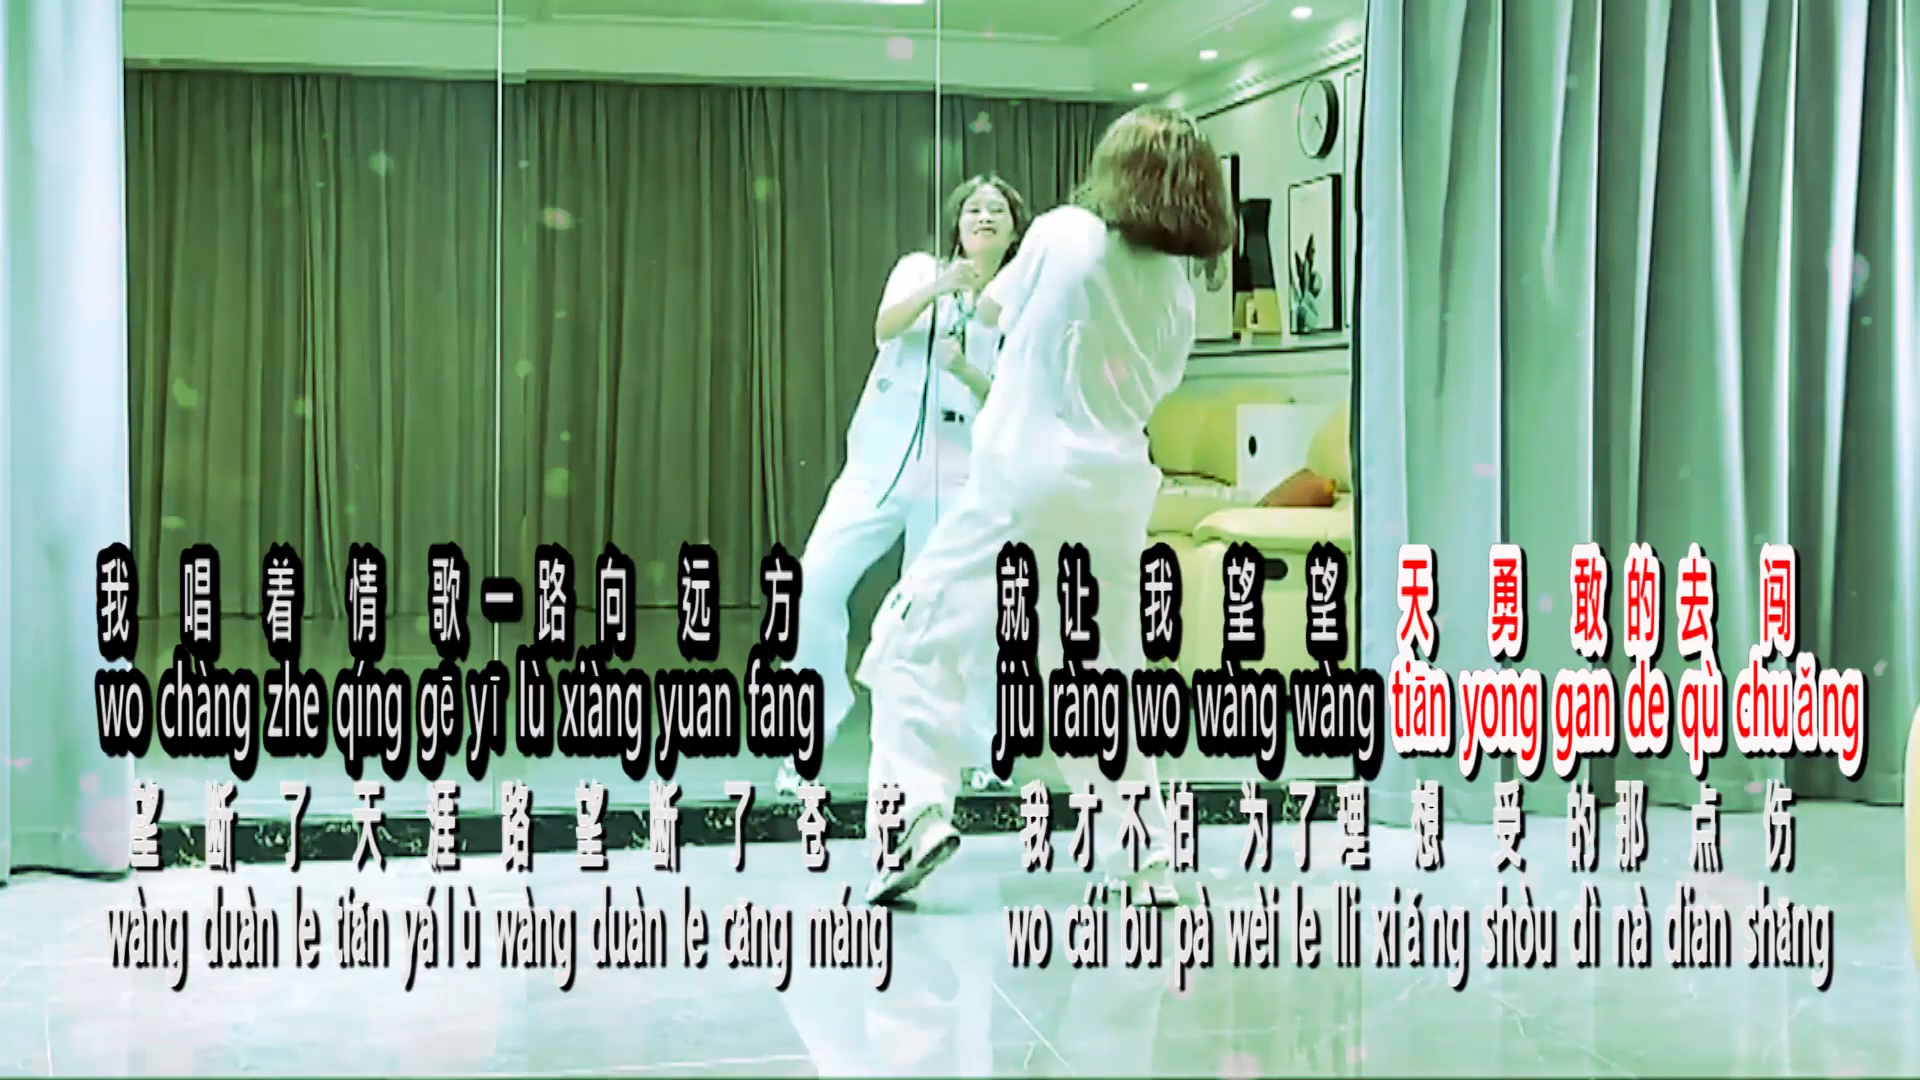 我唱着情歌一路向远方 就让我望望天勇敢的去闯
wo chàng zhe qíng gē yī lù xiàng yuan fang jiù ràng wo wàng wàng tiān yong gan de qù chuǎng
望断了天涯路望断了苍茫 我才不怕为了理想受的那点伤
wàng duàn le tiān yá lù wàng duàn le cāng máng wo cái bù pà wèi le lli xiǎng shòu dì nà dian shāng